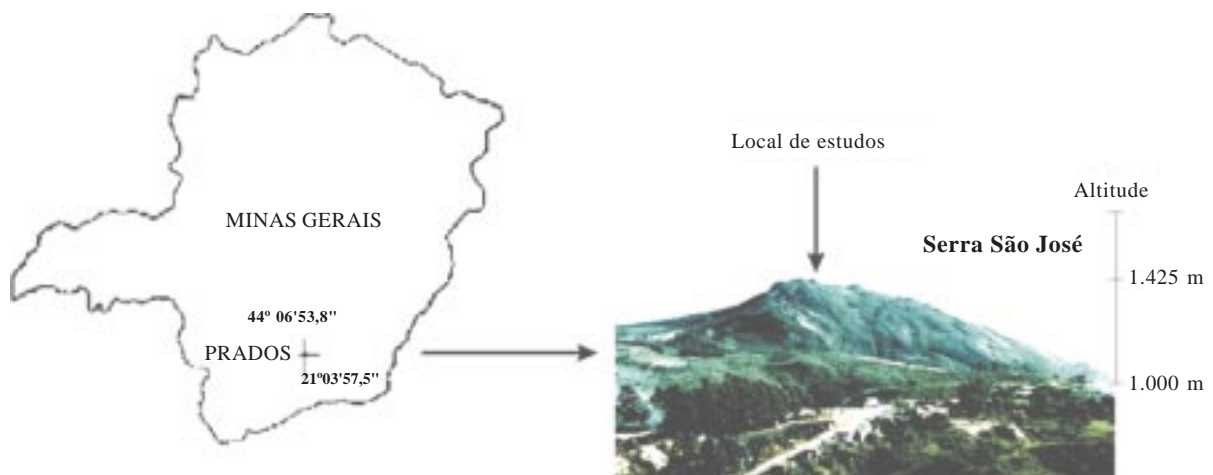 MINAS GERAIS
44º 06'53,8"
PRADOS
21º03'57,5"
Local de estudos
Altitude
Serra São José
1.425 m
1.000 m